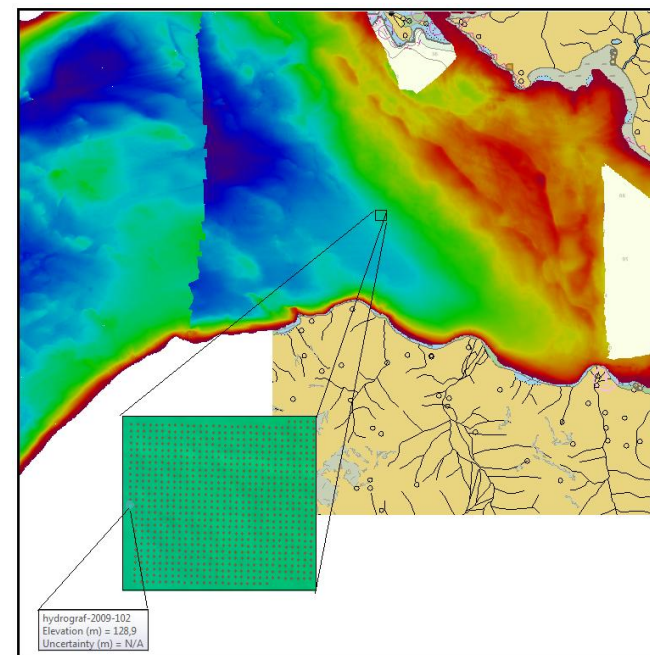 hydrograf-2009-102
Elevation (m) = 128,9
Uncertainty (m) = N/A